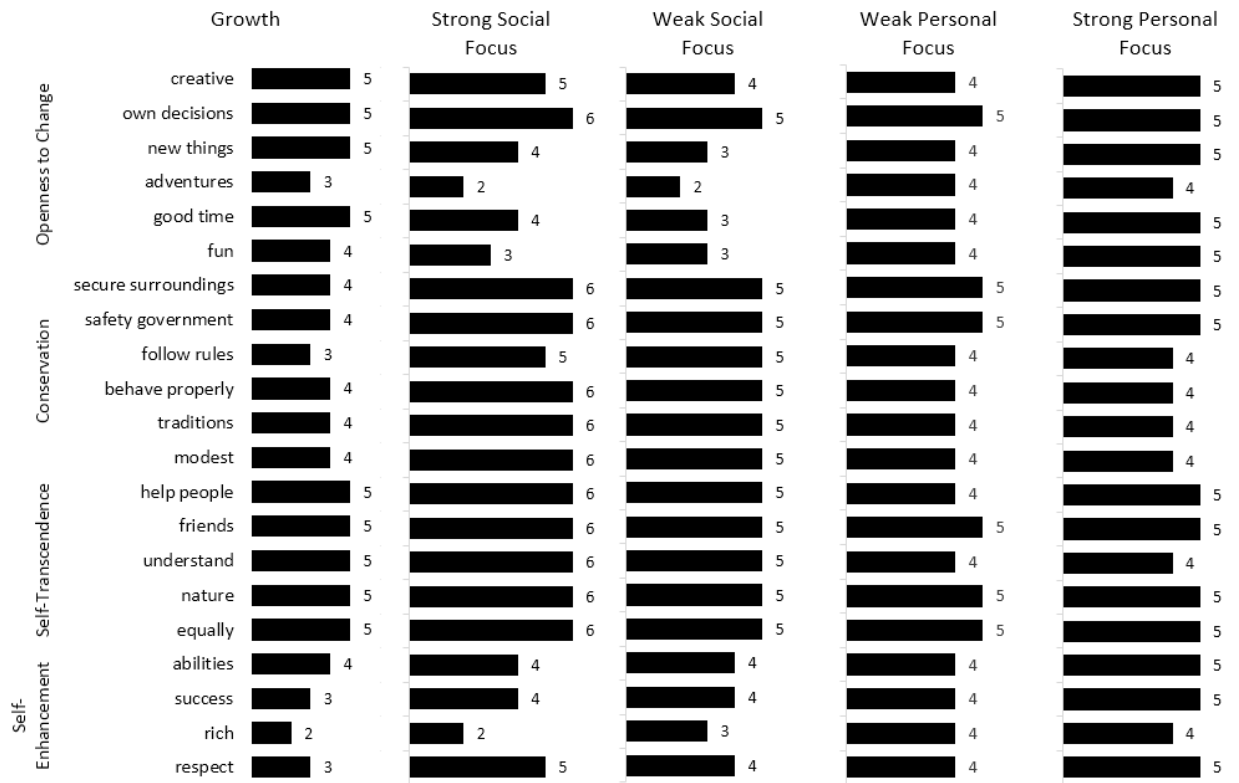 Growth Strong Social Focus Weak Social Focus Weak Personal Focus Strong Personal Focus
Openness to Change
creative 5 5 4 4 5
own decisions 5 6 5 5 5
new things 5 4 3 4 5
adventures 3 2 2 4 4
good time 5 4 3 4 5
fun 4 3 3 4 5
Conservation
secure surroundings 4 6 5 5 5
safety government 4 6 5 5 5
follow rules 3 5 5 4 4
behave properly 4 6 5 4 4
traditions 4 6 5 4 4
modest 4 6 5 4 4
Self-Transcendence
help people 5 6 5 4 5
friends 5 6 5 5 5
understand 5 6 5 4 4
nature 5 6 5 5 5
equally 5 6 5 5 5
Self-
Enhancement
abilities 4 4 4 4 5
success 3 4 4 4 5
rich 2 2 3 4 4
respect 3 5 4 4 5